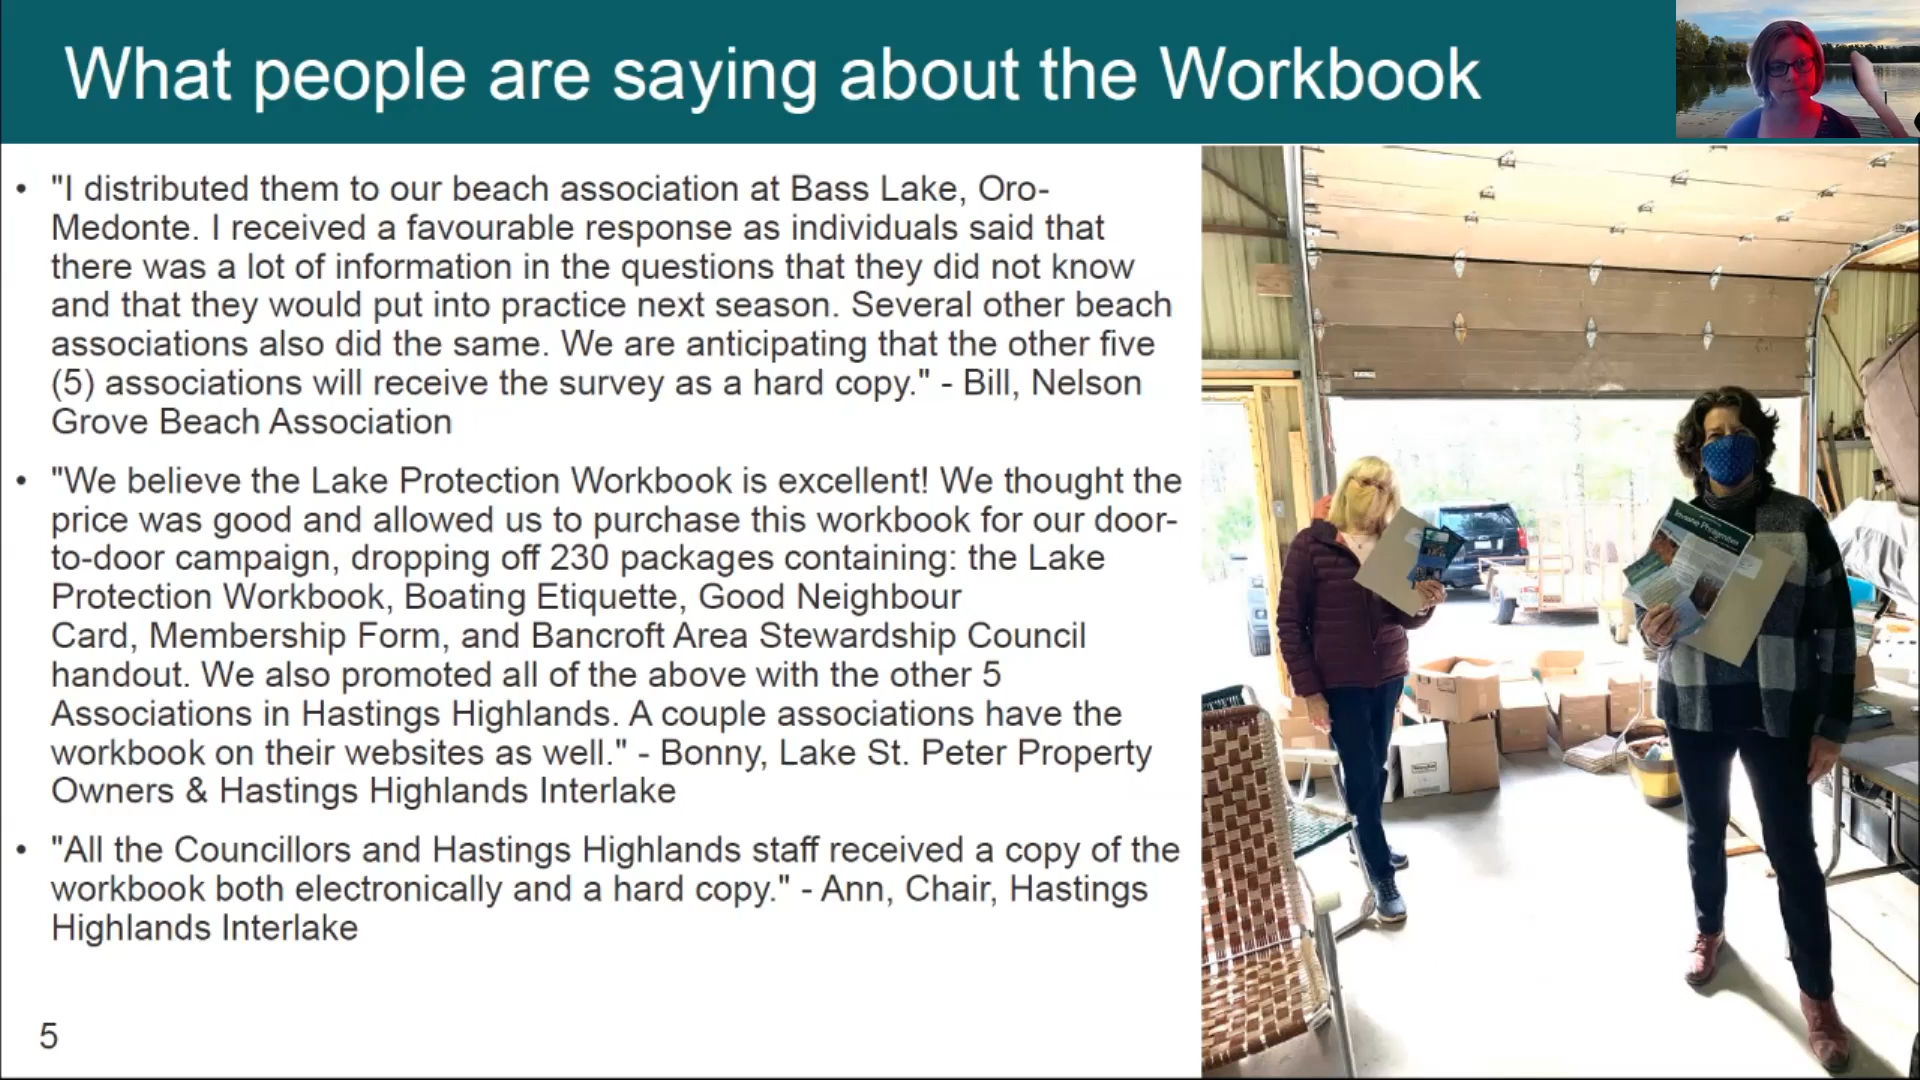 What people are saying about the Workbook
• "I distributed them to our beach association at Bass Lake, Oro-
Medonte. I received a favourable response as individuals said that
there was a lot of information in the questions that they did not know
and that they would put into practice next season. Several other beach
associations also did the same. We are anticipating that the other five
(5) associations will receive the survey as a hard copy." - Bill, Nelson
Grove Beach Association
• "We believe the Lake Protection Workbook is excellent! We thought the
price was good and allowed us to purchase this workbook for our door-
to-door campaign, dropping off 230 packages containing: the Lake
Protection Workbook, Boating Etiquette, Good Neighbour
Card, Membership Form, and Bancroft Area Stewardship Council
handout. We also promoted all of the above with the other 5
Associations in Hastings Highlands. A couple associations have the
workbook on their websites as well." - Bonny, Lake St. Peter Property
Owners & Hastings Highlands Interlake
• "All the Councillors and Hastings Highlands staff received a copy of the
workbook both electronically and a hard copy." - Ann, Chair, Hastings
Highlands Interlake
5
Invasive Phragmites